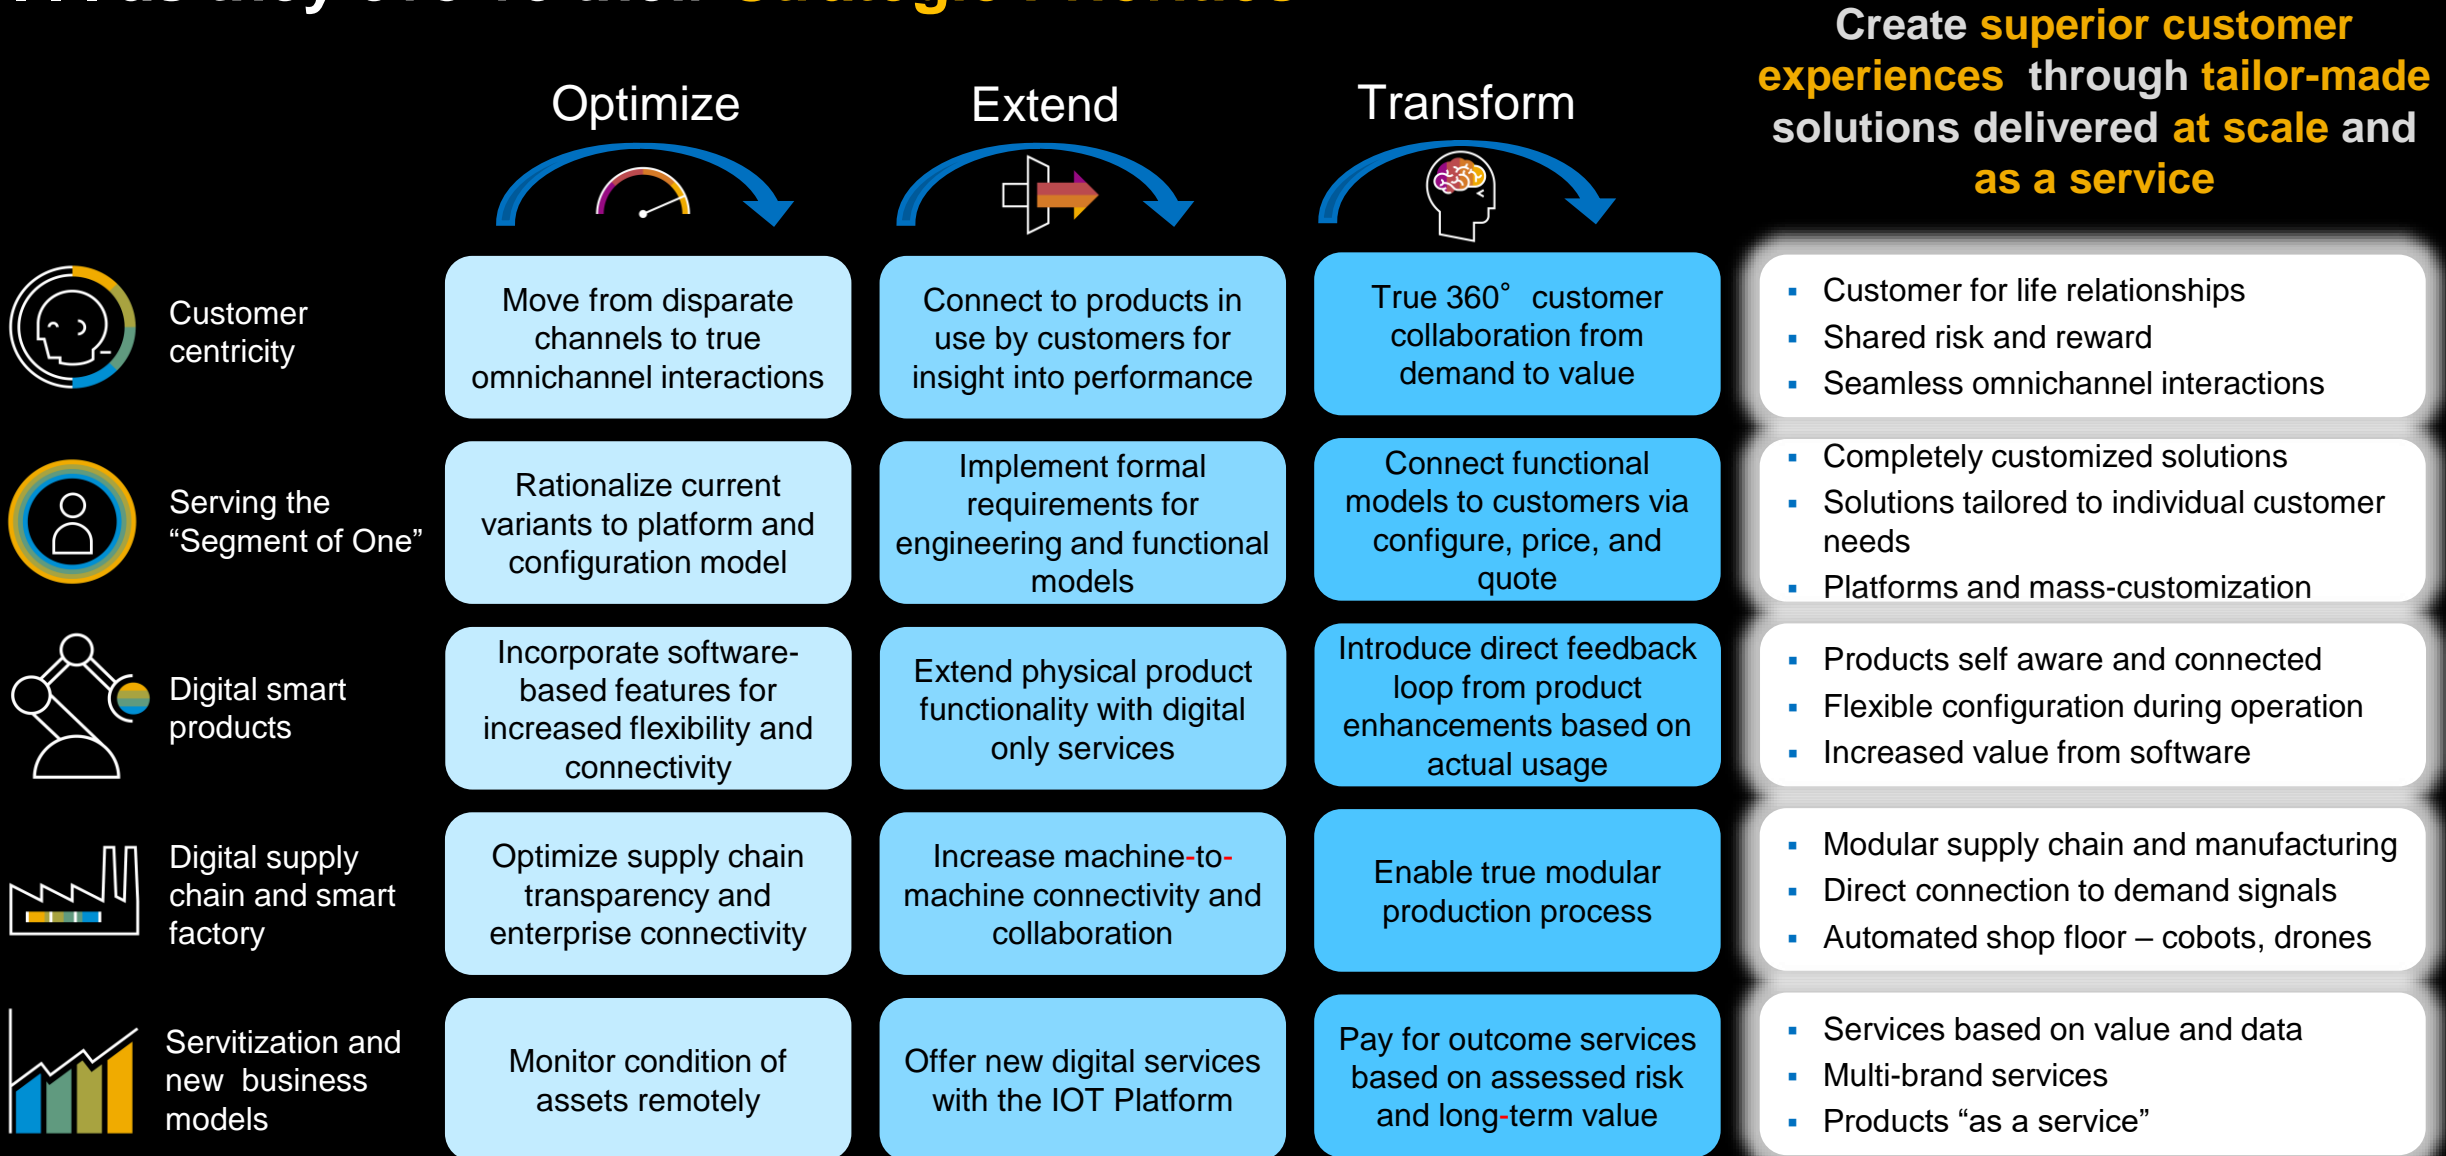 as they evolve their Strategic Priorities
Create superior customer
experiences through tailor-made
solutions delivered at scale and
as a service
Optimize
Extend
Transform
Customer
centricity
Move from disparate
channels to true
omnichannel interactions
Connect to products in
use by customers for
insight into performance
True 360° customer
collaboration from
demand to value
▪ Customer for life relationships
▪ Shared risk and reward
▪ Seamless omnichannel interactions
Serving the
“Segment of One”
Rationalize current
variants to platform and
configuration model
Implement formal
requirements for
engineering and functional
models
Connect functional
models to customers via
configure, price, and
quote
▪ Completely customized solutions
▪ Solutions tailored to individual customer
needs
▪ Platforms and mass-customization
Digital smart
products
Incorporate software-
based features for
increased flexibility and
connectivity
Extend physical product
functionality with digital
only services
Introduce direct feedback
loop from product
enhancements based on
actual usage
▪ Products self aware and connected
▪ Flexible configuration during operation
▪ Increased value from software
Digital supply
chain and smart
factory
Optimize supply chain
transparency and
enterprise connectivity
Increase machine-to-
machine connectivity and
collaboration
Enable true modular
production process
▪ Modular supply chain and manufacturing
▪ Direct connection to demand signals
▪ Automated shop floor – cobots, drones
Servitization and
new business
models
Monitor condition of
assets remotely
Offer new digital services
with the IOT Platform
Pay for outcome services
based on assessed risk
and long-term value
▪ Services based on value and data
▪ Multi-brand services
▪ Products “as a service”